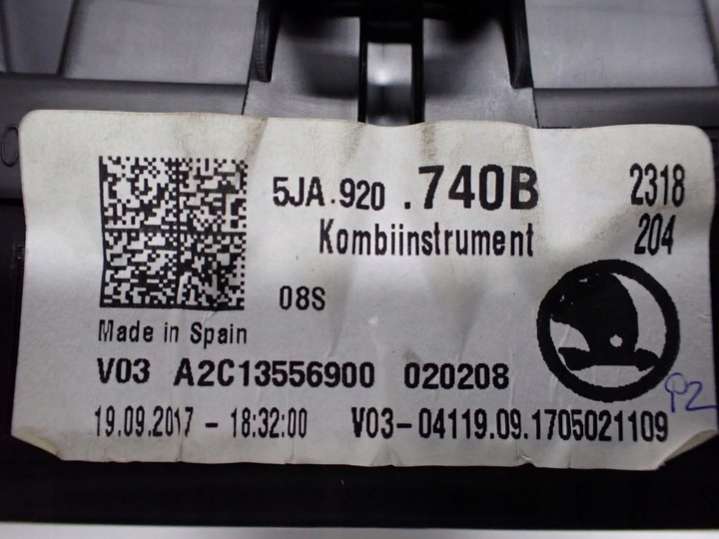 5JA.920 .740B 2318
Kombiinstrument 204
08S
Made in Spain
V03 A2C13556900 020208
19.09.2017 - 18:32:00 V03-04119.09.1705021109
P2